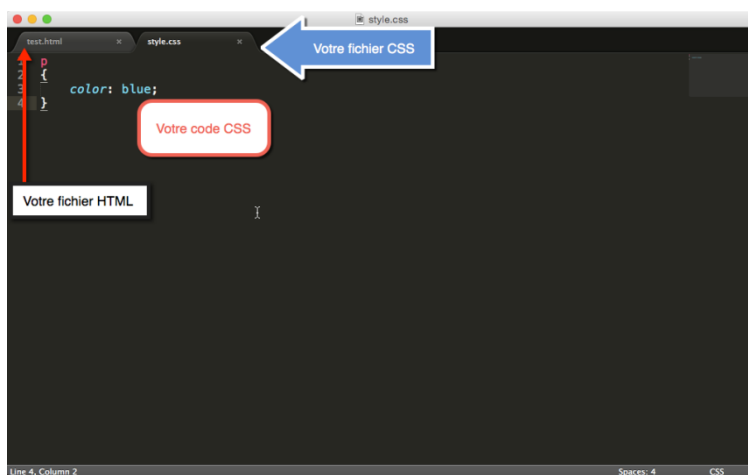 style.css
test.html × style.css ×
Votre fichier CSS
1 p
2 {
3 color: blue;
4 }
Votre code CSS
Votre fichier HTML
Line 4, Column 2 Spaces: 4 CSS